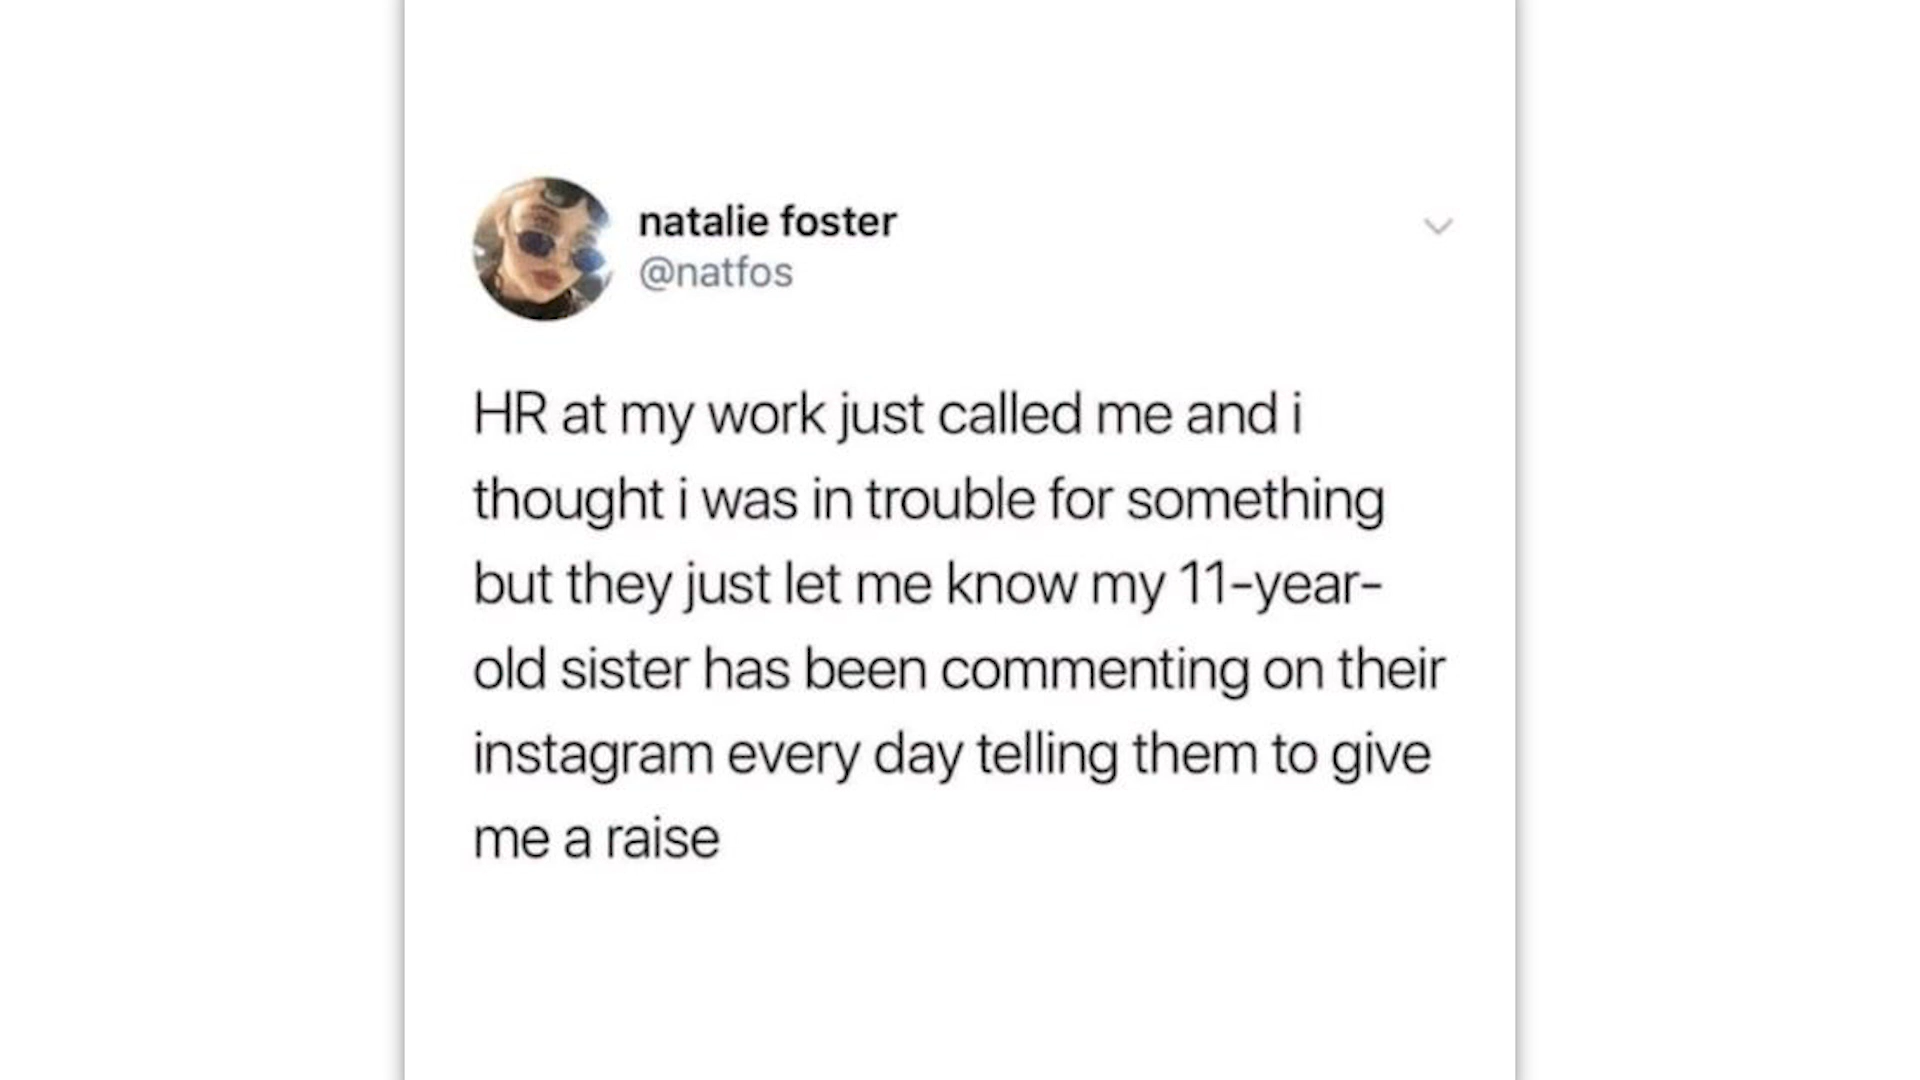 natalie foster
@natfos
HR at my work just called me and i
thought i was in trouble for something
but they just let me know my 11-year-
old sister has been commenting on their
instagram every day telling them to give
me a raise